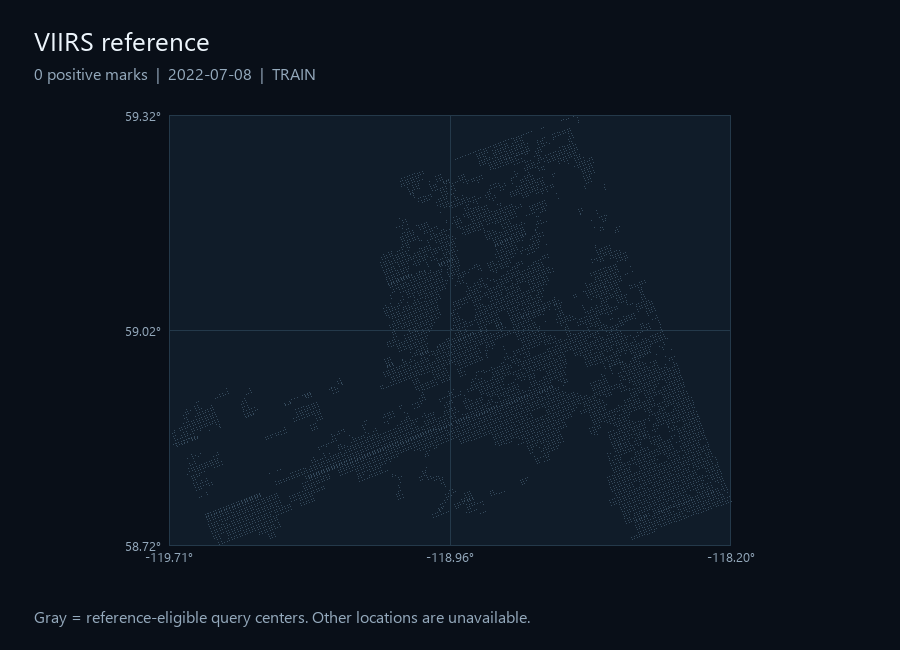 VIIRS reference
0 positive marks | 2022-07-08 | TRAIN
59.32°
59.02°
58.72°
-119.71°
-118.96°
-118.20°
Gray = reference-eligible query centers. Other locations are unavailable.